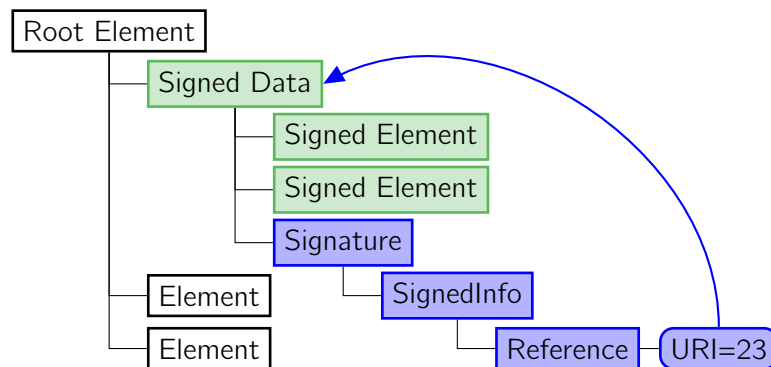 Root Element
Signed Data
Signed Element
Signed Element
Signature
Element
SignedInfo
Element
Reference
URI=23